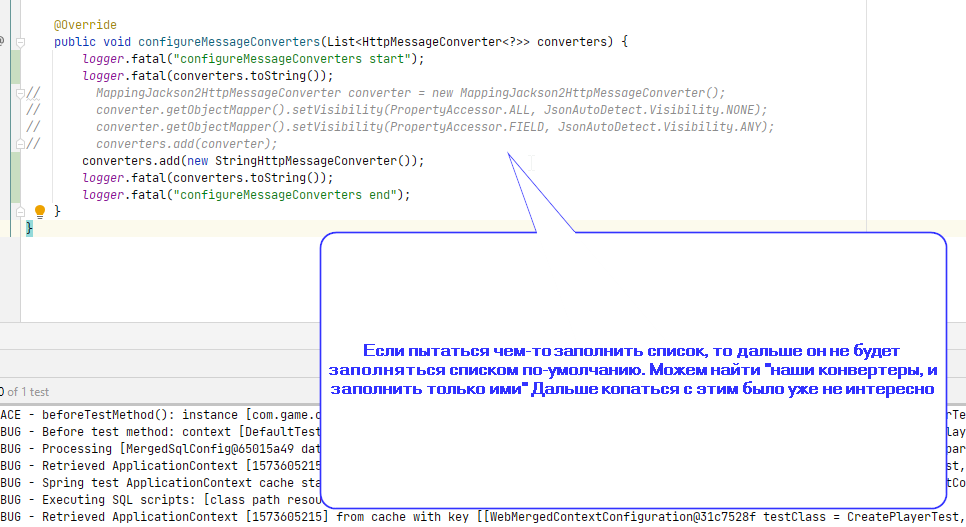 @Override
public void configureMessageConverters(List<HttpMessageConverter<?>> converters) {
logger.fatal("configureMessageConverters start");
logger.fatal(converters.toString());
// MappingJackson2HttpMessageConverter converter = new MappingJackson2HttpMessageConverter();
// converter.getObjectMapper().setVisibility(PropertyAccessor.ALL, JsonAutoDetect.Visibility.NONE);
// converter.getObjectMapper().setVisibility(PropertyAccessor.FIELD, JsonAutoDetect.Visibility.ANY);
// converters.add(converter);
converters.add(new StringHttpMessageConverter());
logger.fatal(converters.toString());
logger.fatal("configureMessageConverters end");
}
}
Если пытаться чем-то заполнить список, то дальше он не будет
заполняться списком по-умолчанию. Можем найти "наши конвертеры, и
заполнить только ими" Дальше копаться с этим было уже не интересно
0 of 1 test
ACE - beforeTestMethod(): instance [com.game.
BUG - Before test method: context [DefaultTest
BUG - Processing [MergedSqlConfig@65015a49 dat
BUG - Retrieved ApplicationContext [1573605215
BUG - Spring test ApplicationContext cache sta
BUG - Executing SQL scripts: [class path resou
BUG - Retrieved ApplicationContext [1573605215] from cache with key [[WebMergedContextConfiguration@31c7528f testClass = CreatePlayerTest,